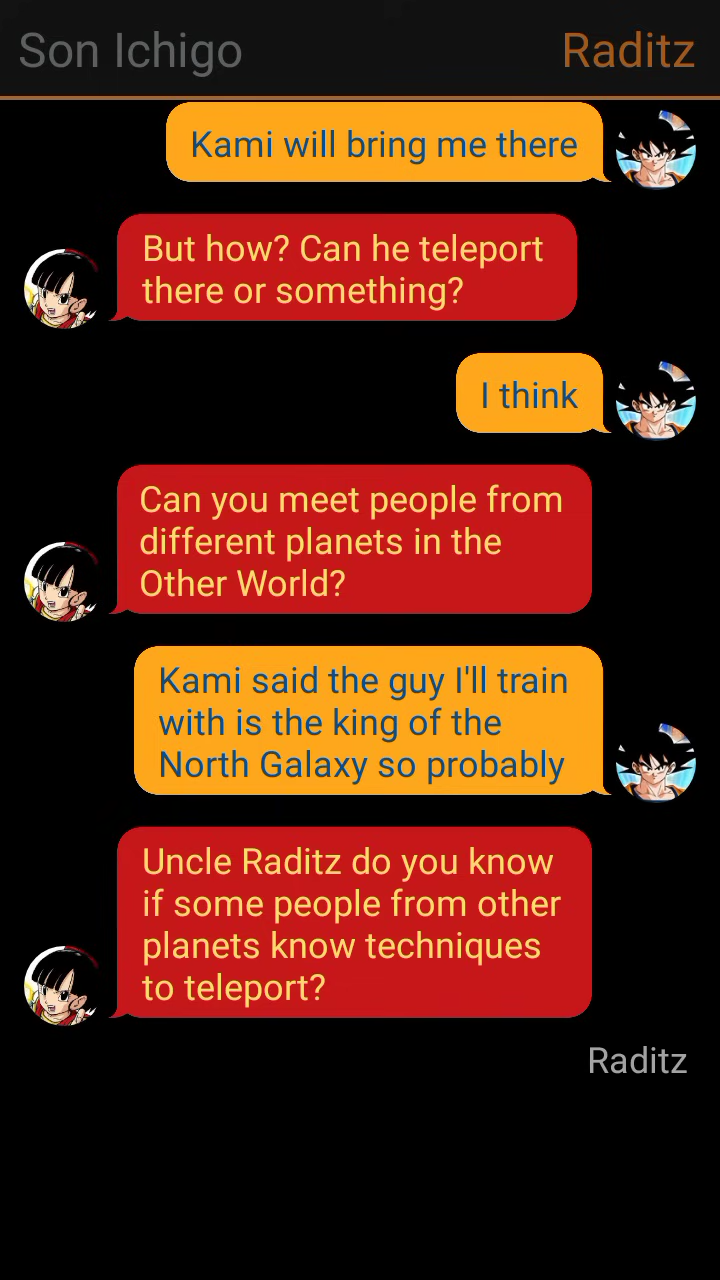 Son Ichigo
Raditz
Kami will bring me there
But how? Can he teleport
there or something?
I think
Can you meet people from
different planets in the
Other World?
Kami said the guy I'll train
with is the king of the
North Galaxy so probably
Uncle Raditz do you know
if some people from other
planets know techniques
to teleport?
Raditz